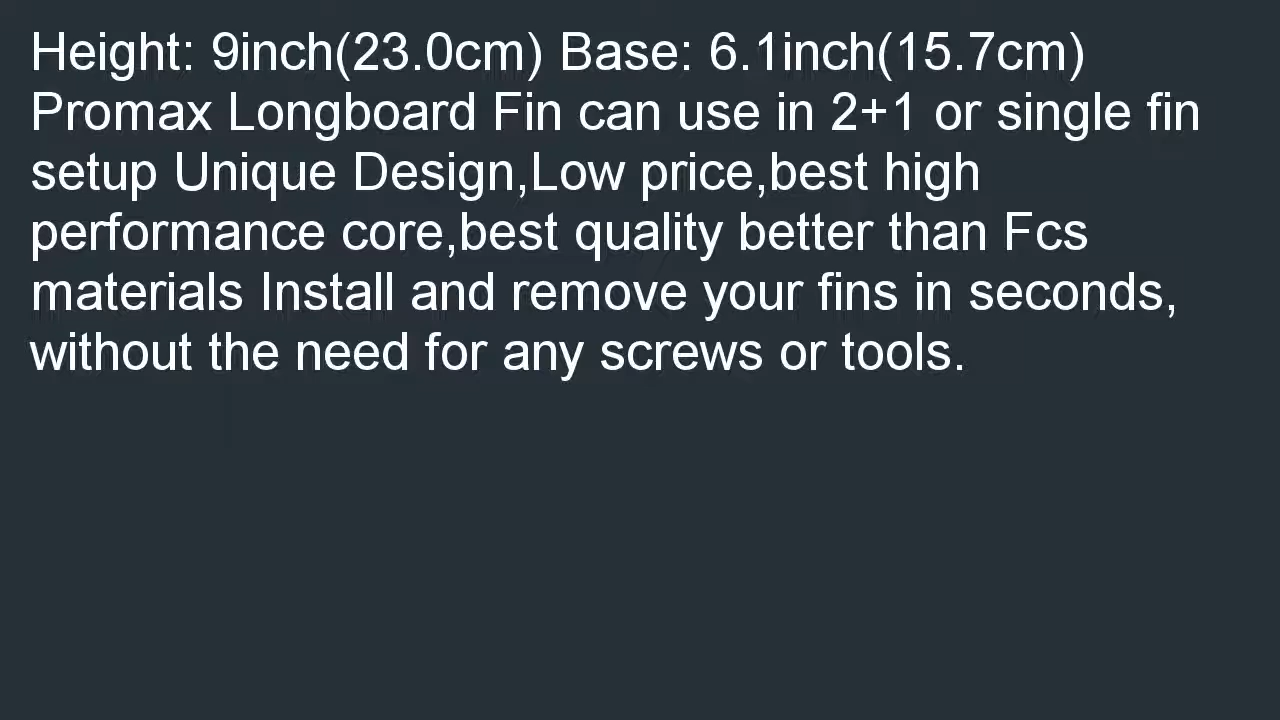 Height: 9inch(23.0cm) Base: 6.1inch(15.7cm)
Promax Longboard Fin can use in 2+1 or single fin
setup Unique Design,Low price,best high
performance core,best quality better than Fcs
materials Install and remove your fins in seconds,
without the need for any screws or tools.